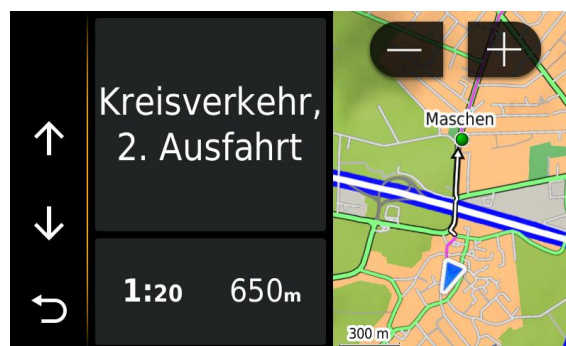 Kreisverkehr,
2. Ausfahrt
1:20 650m
Maschen
300 m